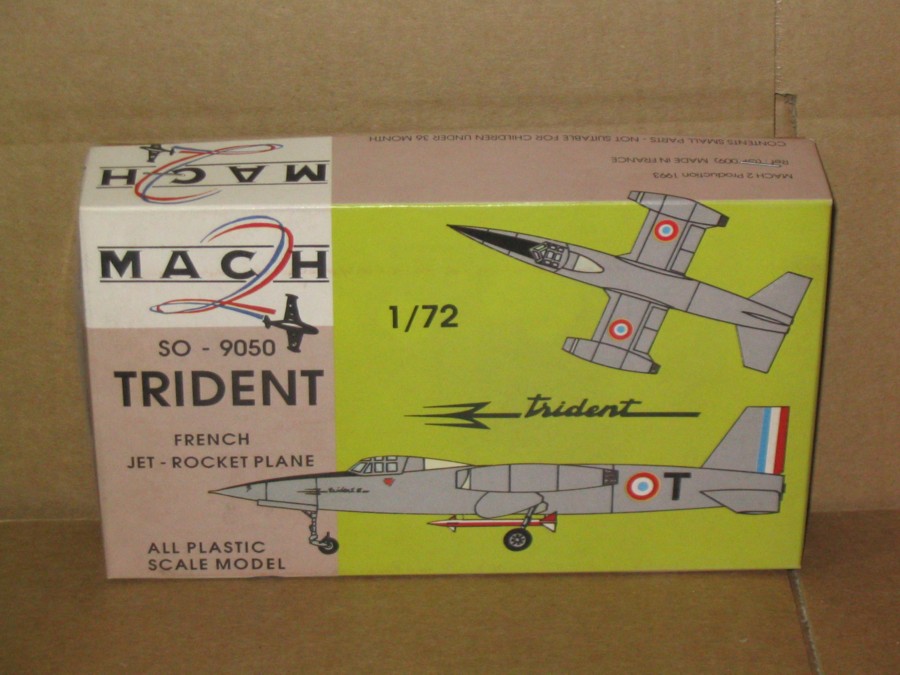 CONTENTS SMALL PARTS - NOT SUITABLE FOR CHILDREN UNDER 36 MONTH
MADE IN FRANCE
MACH 2 Production 1993
MACH 2
MACH 2
1/72
SO - 9050
TRIDENT
trident
FRENCH
JET - ROCKET PLANE
T
ALL PLASTIC
SCALE MODEL